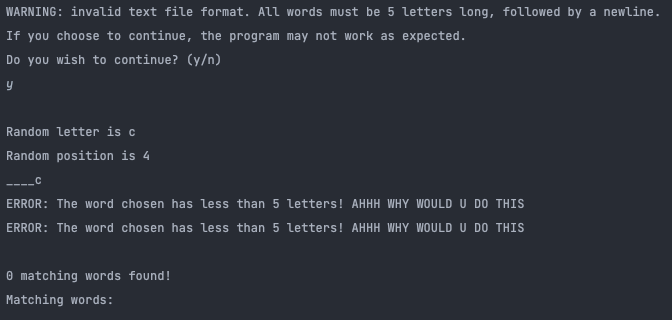 WARNING: invalid text file format. All words must be 5 letters long, followed by a newline.
If you choose to continue, the program may not work as expected.
Do you wish to continue? (y/n)
y
Random letter is c
Random position is 4
____c
ERROR: The word chosen has less than 5 letters! AHHH WHY WOULD U DO THIS
ERROR: The word chosen has less than 5 letters! AHHH WHY WOULD U DO THIS
0 matching words found!
Matching words: